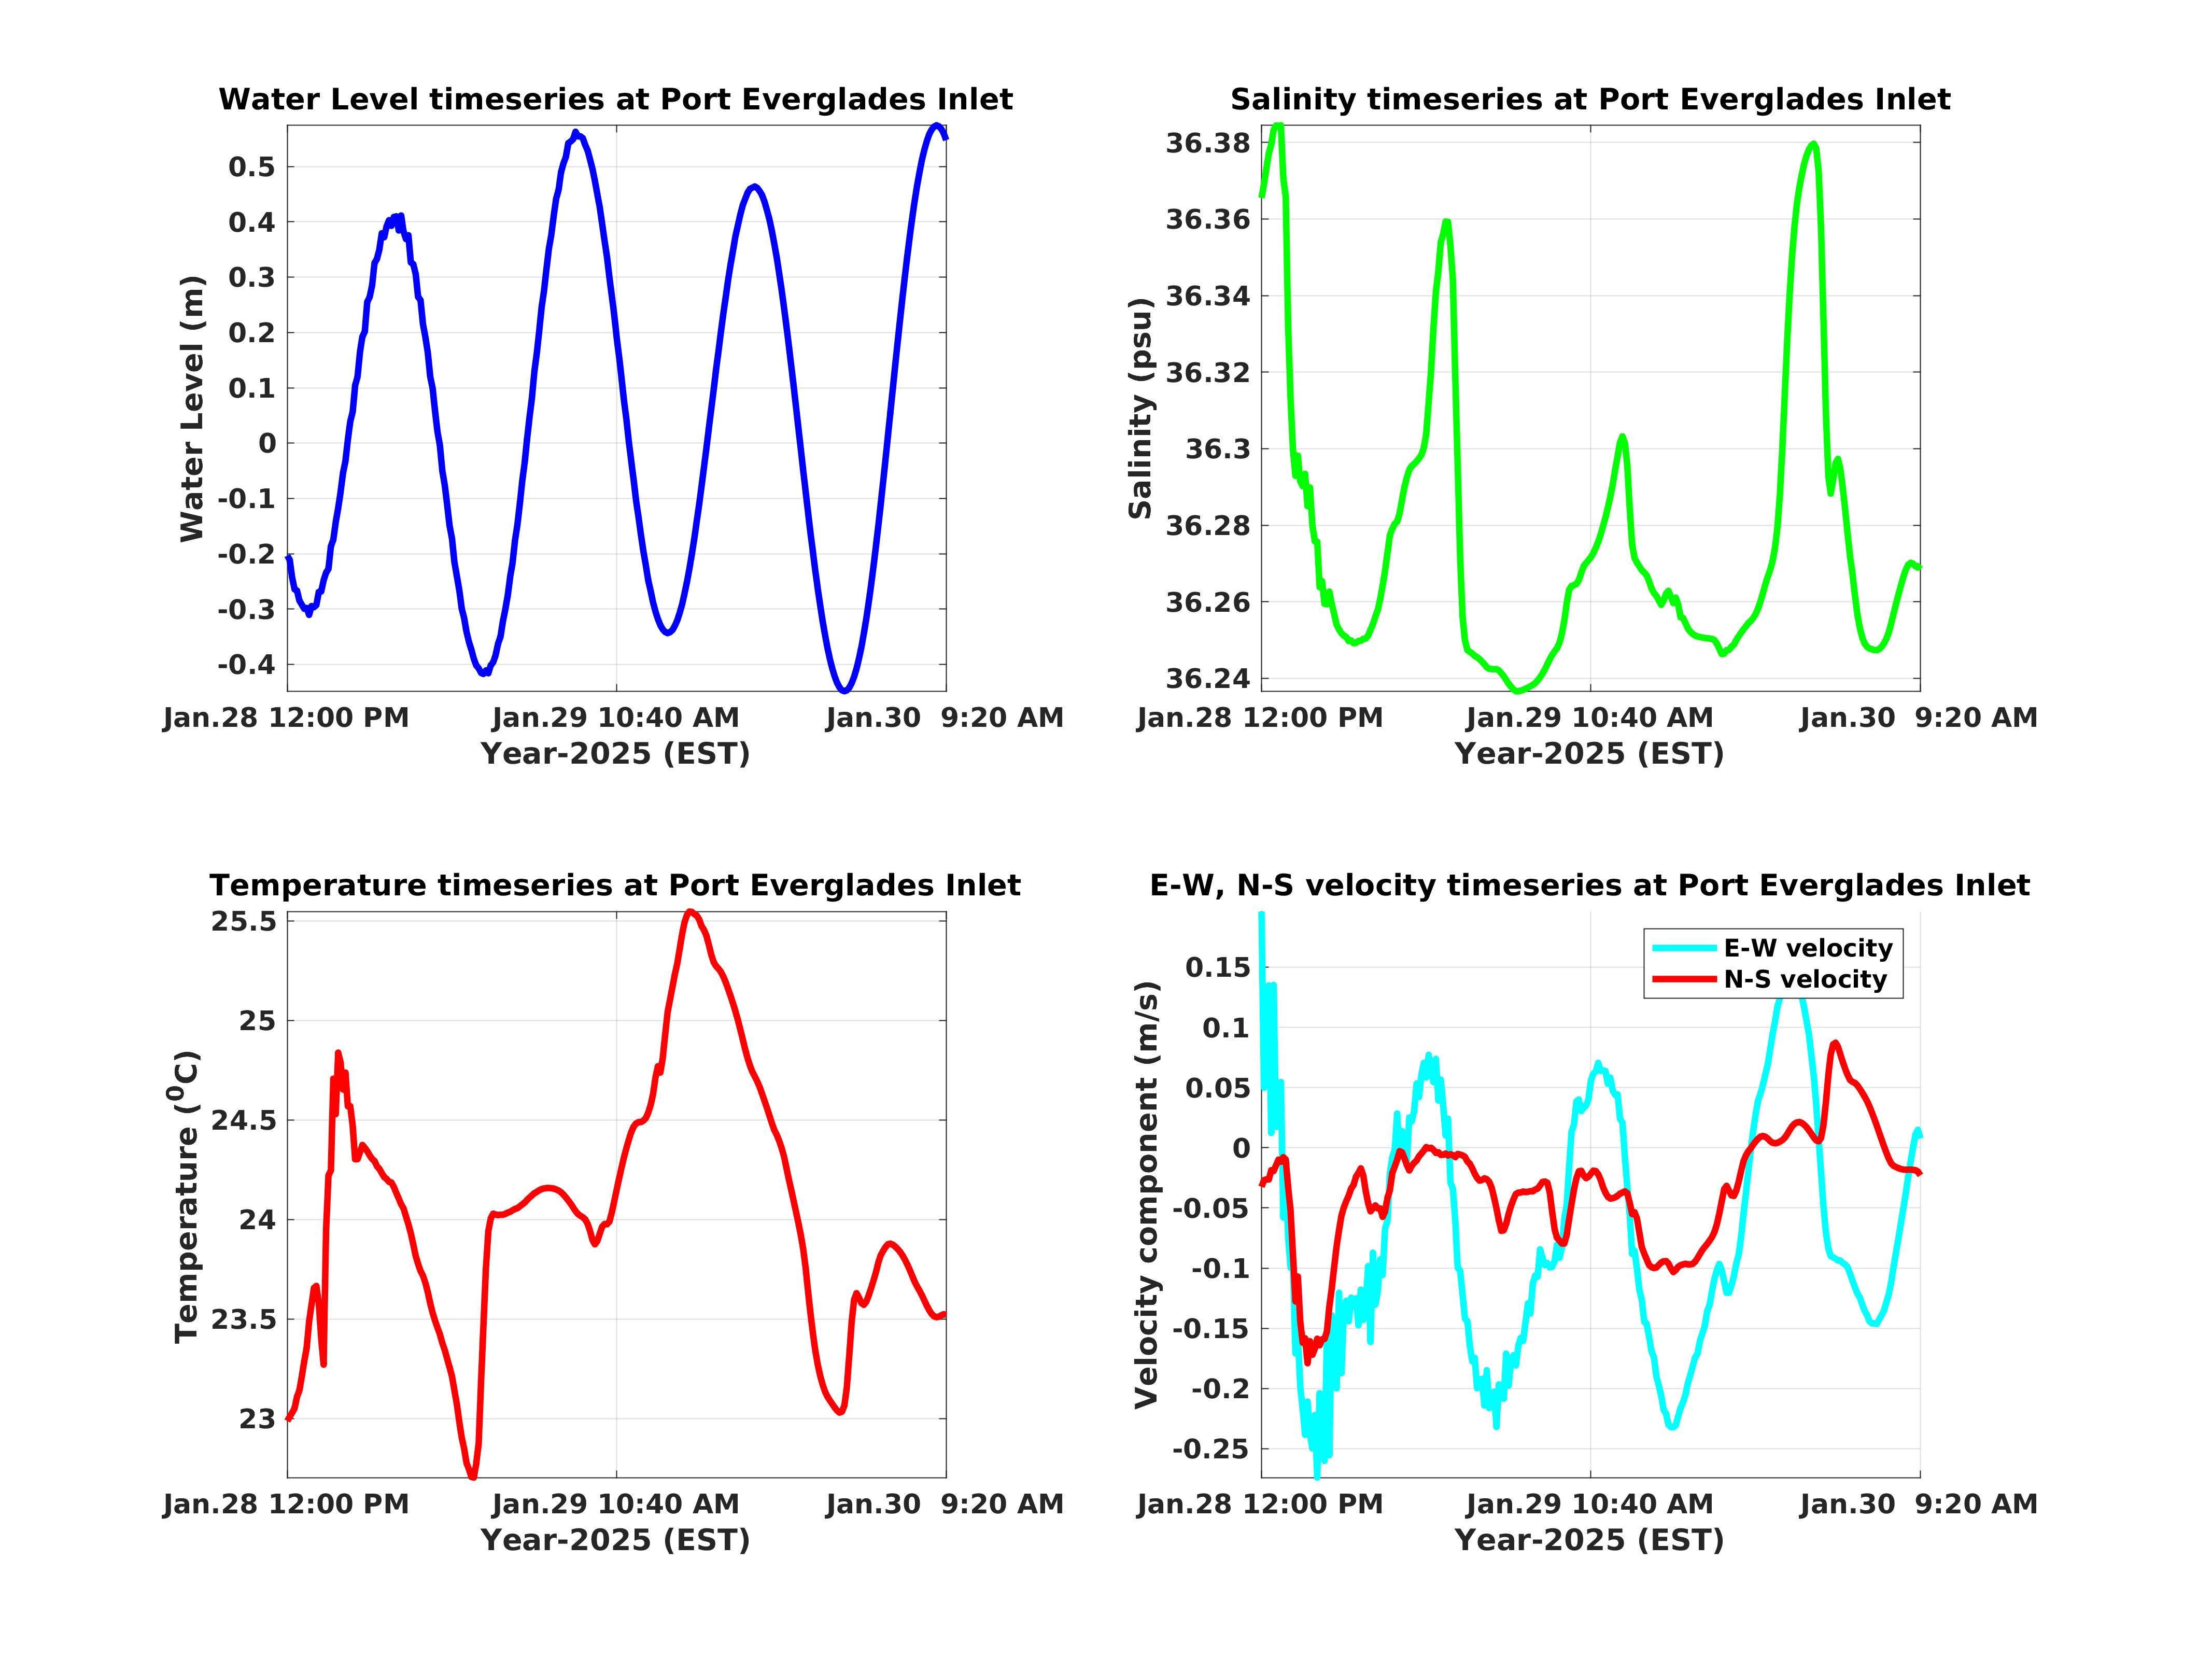 Water Level timeseries at Port Everglades Inlet
0.5
0.4
0.3
0.2
0.1
0
-0.1
-0.2
-0.3
-0.4
Water Level (m)
Jan.28 12:00 PM
Jan.29 10:40 AM
Jan.30  9:20 AM
Year-2025 (EST)
Salinity timeseries at Port Everglades Inlet
36.38
36.36
36.34
36.32
36.3
36.28
36.26
36.24
Salinity (psu)
Jan.28 12:00 PM
Jan.29 10:40 AM
Jan.30  9:20 AM
Year-2025 (EST)
Temperature timeseries at Port Everglades Inlet
25.5
25
24.5
24
23.5
23
Temperature (⁰C)
Jan.28 12:00 PM
Jan.29 10:40 AM
Jan.30  9:20 AM
Year-2025 (EST)
E-W, N-S velocity timeseries at Port Everglades Inlet
E-W velocity
N-S velocity
0.15
0.1
0.05
0
-0.05
-0.1
-0.15
-0.2
-0.25
Velocity component (m/s)
Jan.28 12:00 PM
Jan.29 10:40 AM
Jan.30  9:20 AM
Year-2025 (EST)